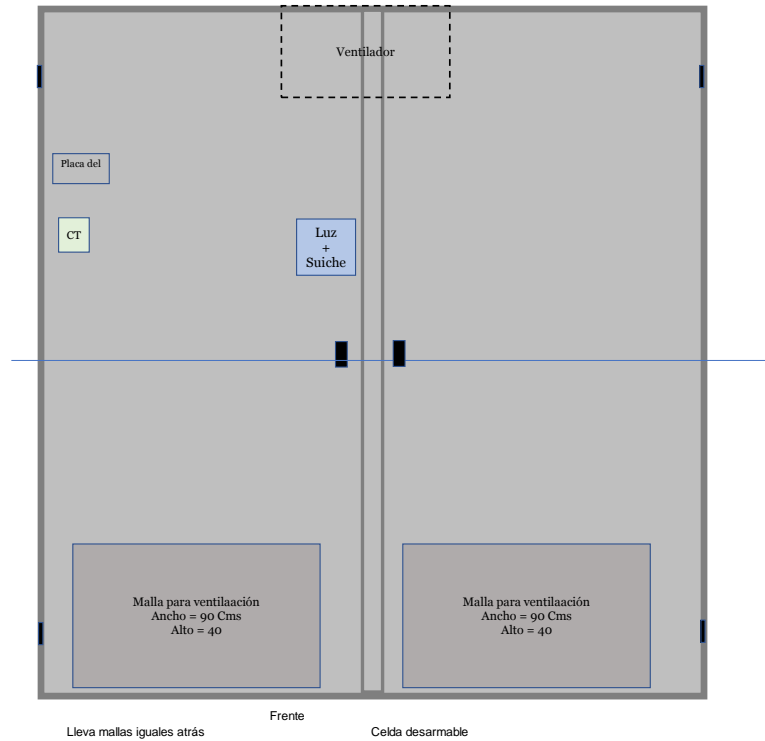 Ventilador
Placa del
CT
Luz
+
Suiche
Malla para ventilaación
Ancho = 90 Cms
Alto = 40
Malla para ventilaación
Ancho = 90 Cms
Alto = 40
Frente
Lleva mallas iguales atrás
Celda desarmable